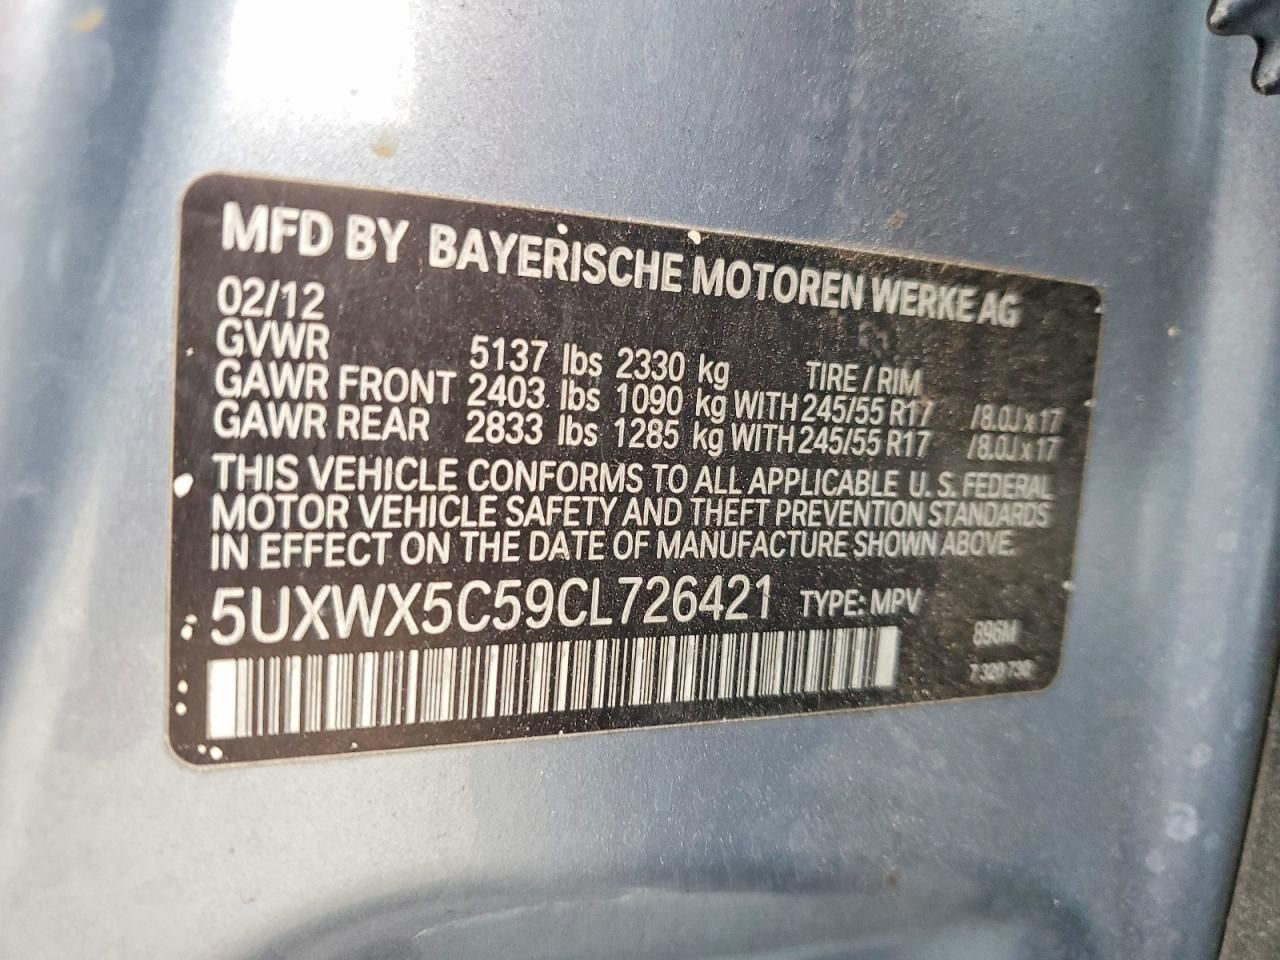 MFD BY BAYERISCHE MOTOREN WERKE AG
02/12
GVWR 5137 lbs 2330 kg TIRE / RIM
GAWR FRONT 2403 lbs 1090 kg WITH 245/55 R17 /8.0J x 17
GAWR REAR 2833 lbs 1285 kg WITH 245/55 R17 /8.0J x 17
THIS VEHICLE CONFORMS TO ALL APPLICABLE U.S. FEDERAL
MOTOR VEHICLE SAFETY AND THEFT PREVENTION STANDARDS
IN EFFECT ON THE DATE OF MANUFACTURE SHOWN ABOVE.
5UXWX5C59CL726421 TYPE: MPV
896M
7 320 730